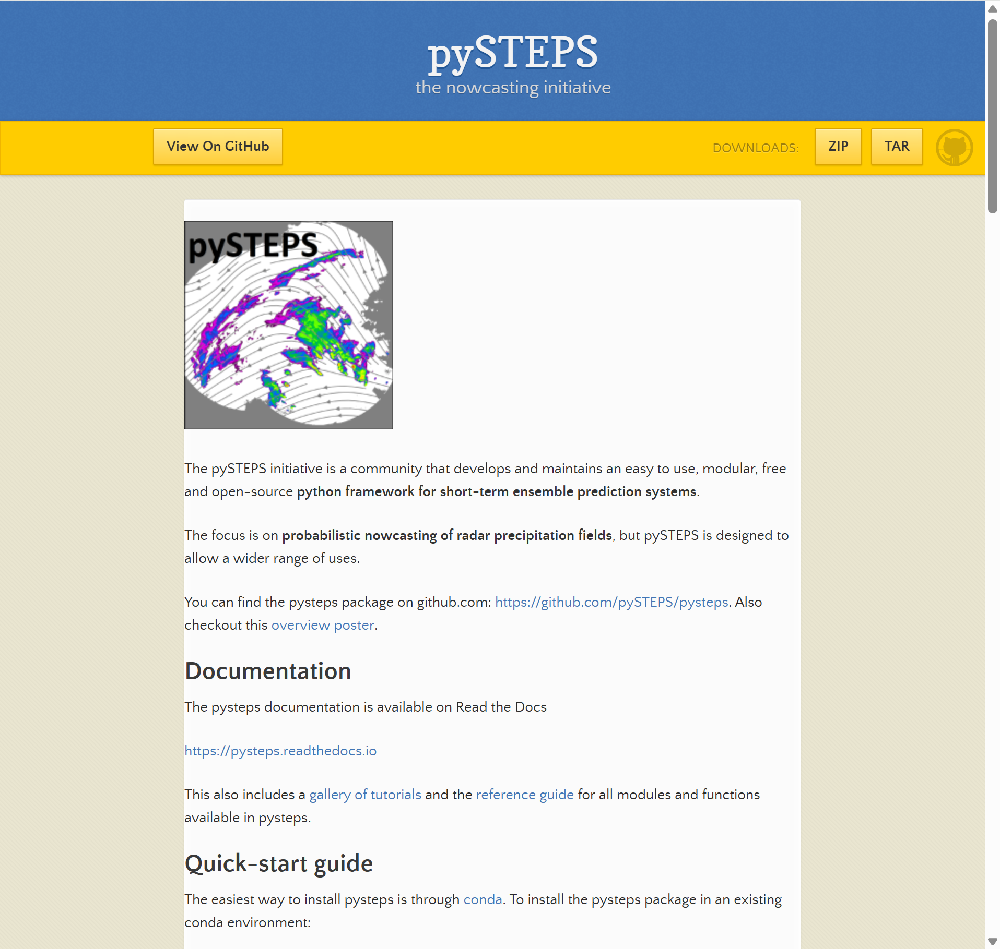 pySTEPS
the nowcasting initiative
View On GitHub
DOWNLOADS:
ZIP
TAR
pySTEPS
The pySTEPS initiative is a community that develops and maintains an easy to use, modular, free
and open-source python framework for short-term ensemble prediction systems.
The focus is on probabilistic nowcasting of radar precipitation fields, but pySTEPS is designed to
allow a wider range of uses.
You can find the pysteps package on github.com: https://github.com/pySTEPS/pysteps. Also
checkout this overview poster.
Documentation
The pysteps documentation is available on Read the Docs
https://pysteps.readthedocs.io
This also includes a gallery of tutorials and the reference guide for all modules and functions
available in pysteps.
Quick-start guide
The easiest way to install pysteps is through conda. To install the pysteps package in an existing
conda environment: